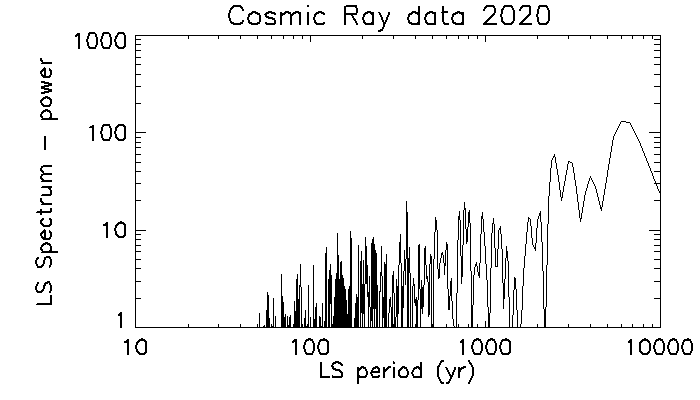 Cosmic Ray data 2020
1000
100
10
1
LS Spectrum - power
10 100 1000 10000
LS period (yr)